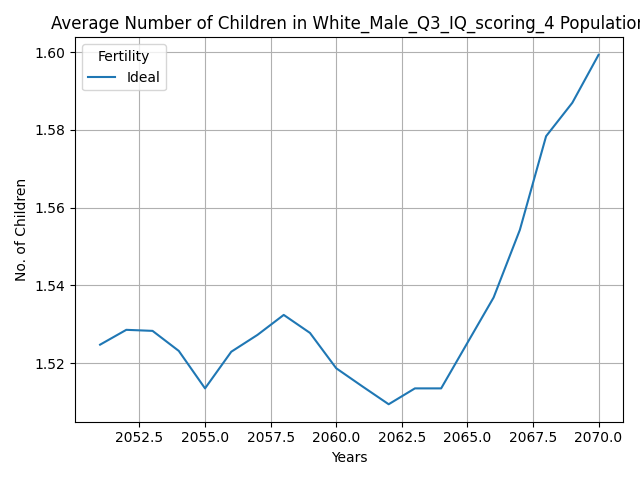 Average Number of Children in White_Male_Q3_IQ_scoring_4 Population
Fertility
Ideal
1.60
1.58
1.56
1.54
1.52
No. of Children
2052.5 2055.0 2057.5 2060.0 2062.5 2065.0 2067.5 2070.0
Years